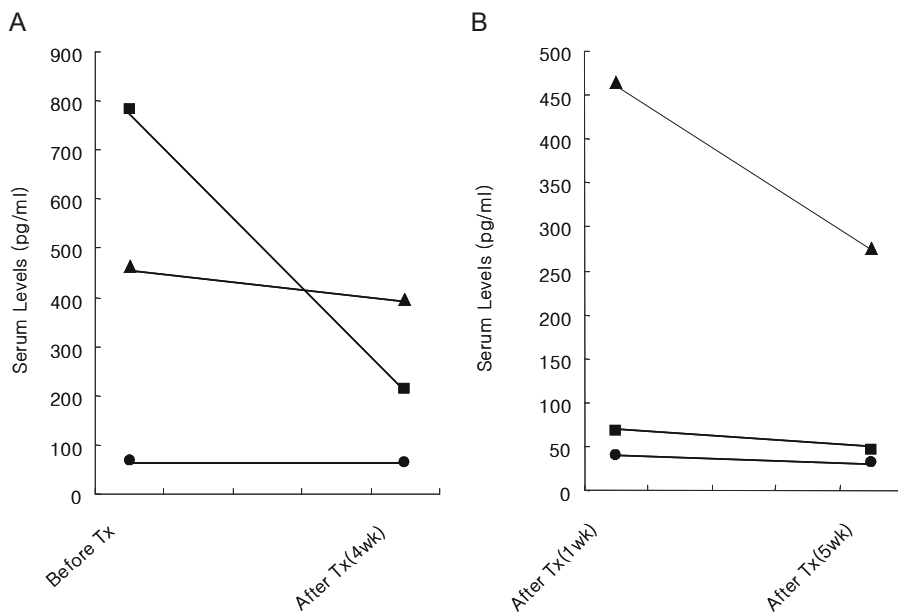 A
Serum Levels (pg/ml)
900
800
700
600
500
400
300
200
100
0
Before Tx
After Tx(4wk)
B
Serum Levels (pg/ml)
500
450
400
350
300
250
200
150
100
50
0
After Tx(1wk)
After Tx(5wk)